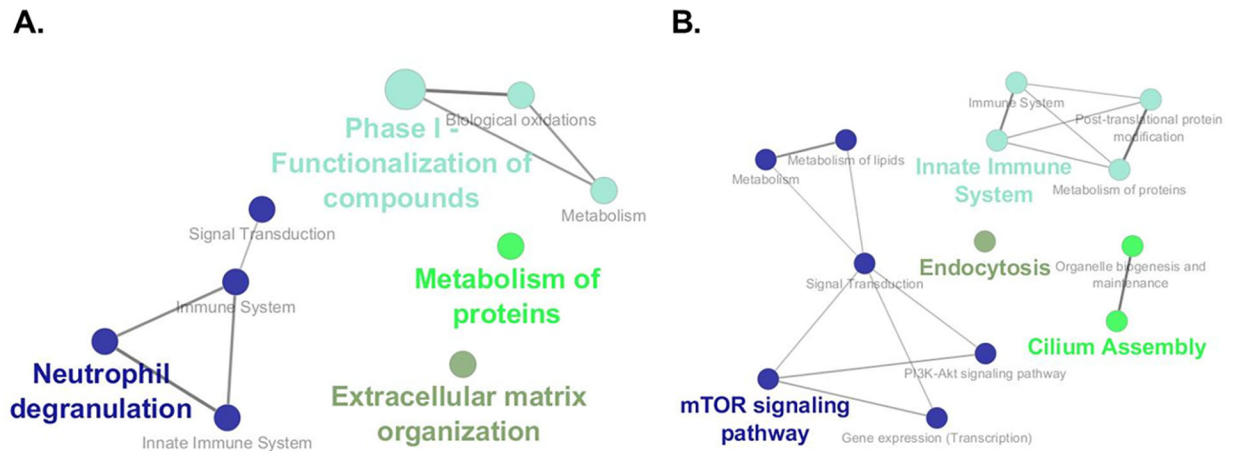 A.
Biological oxidations
Phase I -
Functionalization of
compounds
Metabolism
Signal Transduction
Immune System
Metabolism of
proteins
Neutrophil
degranulation
Innate Immune System
Extracellular matrix
organization
B.
Immune System
Post-translational protein
modification
Metabolism of lipids
Metabolism
Innate Immune
System
Metabolism of proteins
Signal Transduction
Endocytosis
Organelle biogenesis and
maintenance
Cilium Assembly
PI3K-Akt signaling pathway
mTOR signaling
pathway
Gene expression (Transcription)